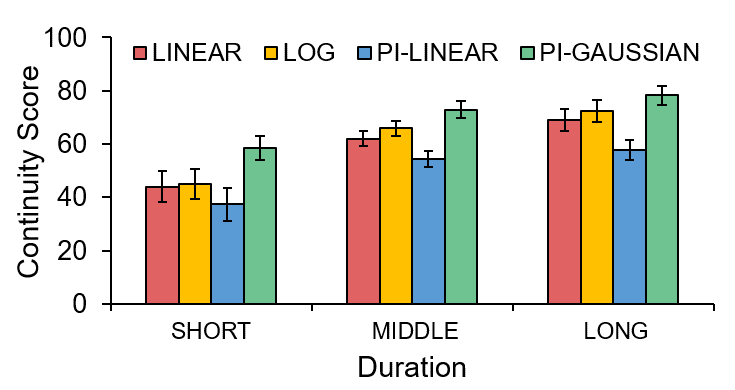 100
80
60
40
20
0
Continuity Score
LINEAR LOG PI-LINEAR PI-GAUSSIAN
SHORT MIDDLE LONG
Duration